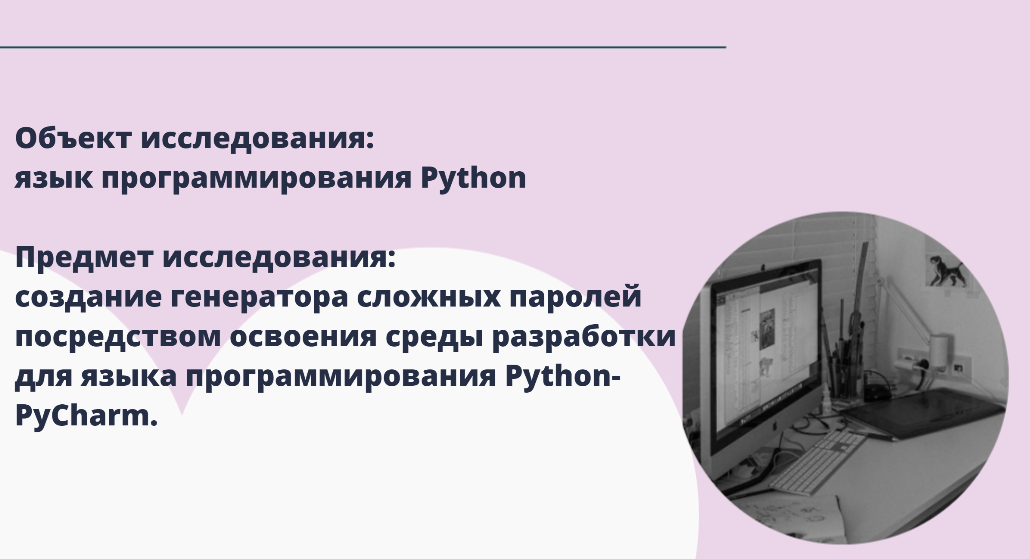 Объект исследования:
язык программирования Python
Предмет исследования:
создание генератора сложных паролей
посредством освоения среды разработки
для языка программирования Python-
PyCharm.